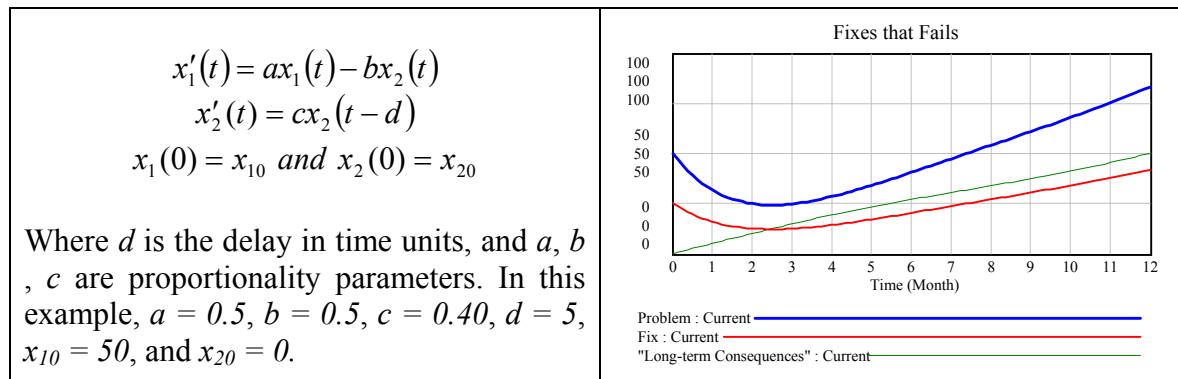 x₁′(t) = ax₁(t) − bx₂(t)
x₂′(t) = cx₂(t − d)
x₁(0) = x₁₀ and x₂(0) = x₂₀
Where d is the delay in time units, and a, b
, c are proportionality parameters. In this
example, a = 0.5, b = 0.5, c = 0.40, d = 5,
x₁₀ = 50, and x₂₀ = 0.
Fixes that Fails
100
100
100
50
50
50
0
0
0
0 1 2 3 4 5 6 7 8 9 10 11 12
Time (Month)
Problem : Current
Fix : Current
"Long-term Consequences" : Current